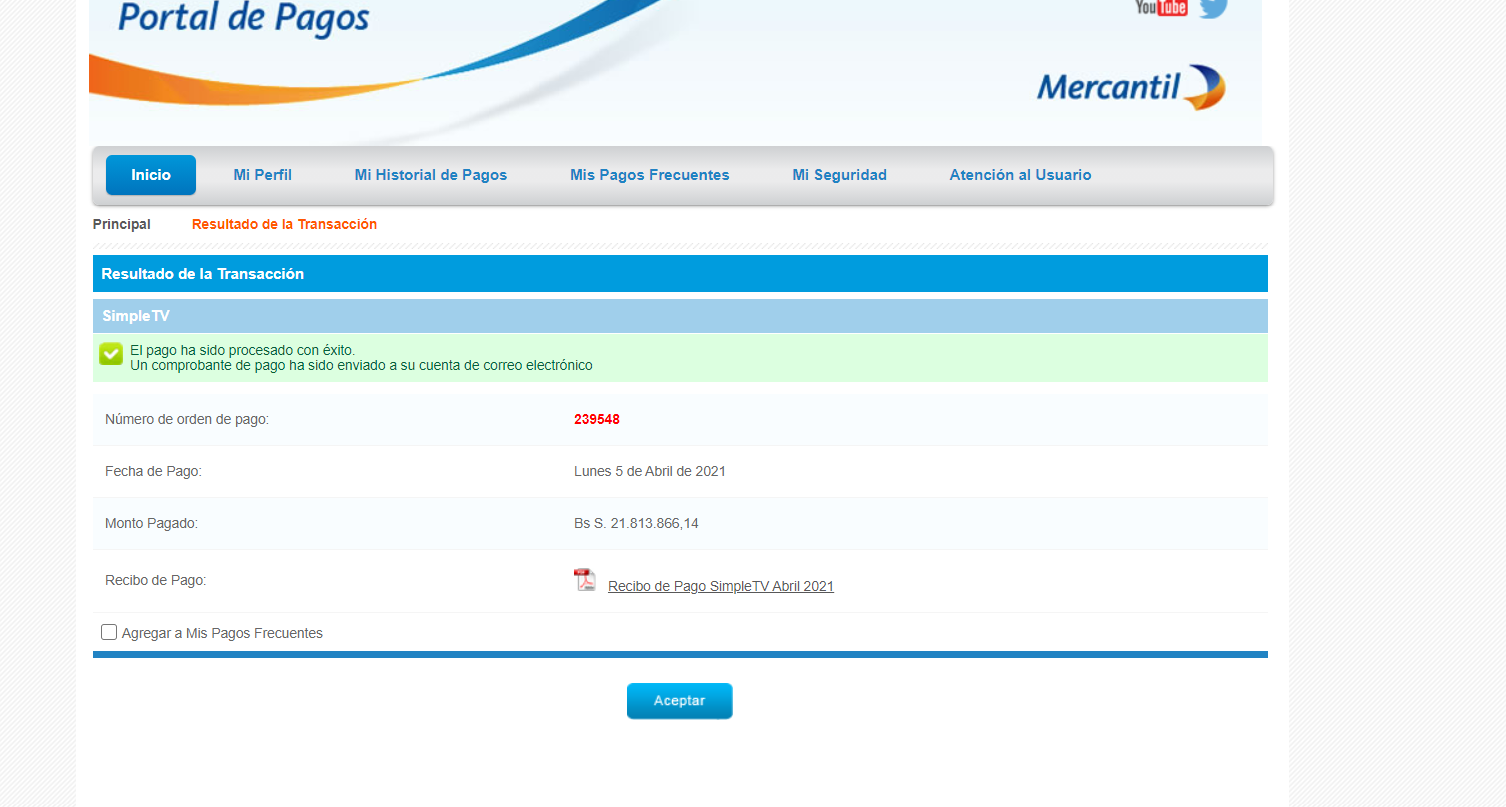 Portal de Pagos
YouTube
Mercantil
Inicio Mi Perfil Mi Historial de Pagos Mis Pagos Frecuentes Mi Seguridad Atención al Usuario
Principal Resultado de la Transacción
Resultado de la Transacción
SimpleTV
El pago ha sido procesado con éxito.
Un comprobante de pago ha sido enviado a su cuenta de correo electrónico
Número de orden de pago: 239548
Fecha de Pago: Lunes 5 de Abril de 2021
Monto Pagado: Bs S. 21.813.866,14
Recibo de Pago: Recibo de Pago SimpleTV Abril 2021
Agregar a Mis Pagos Frecuentes
Aceptar